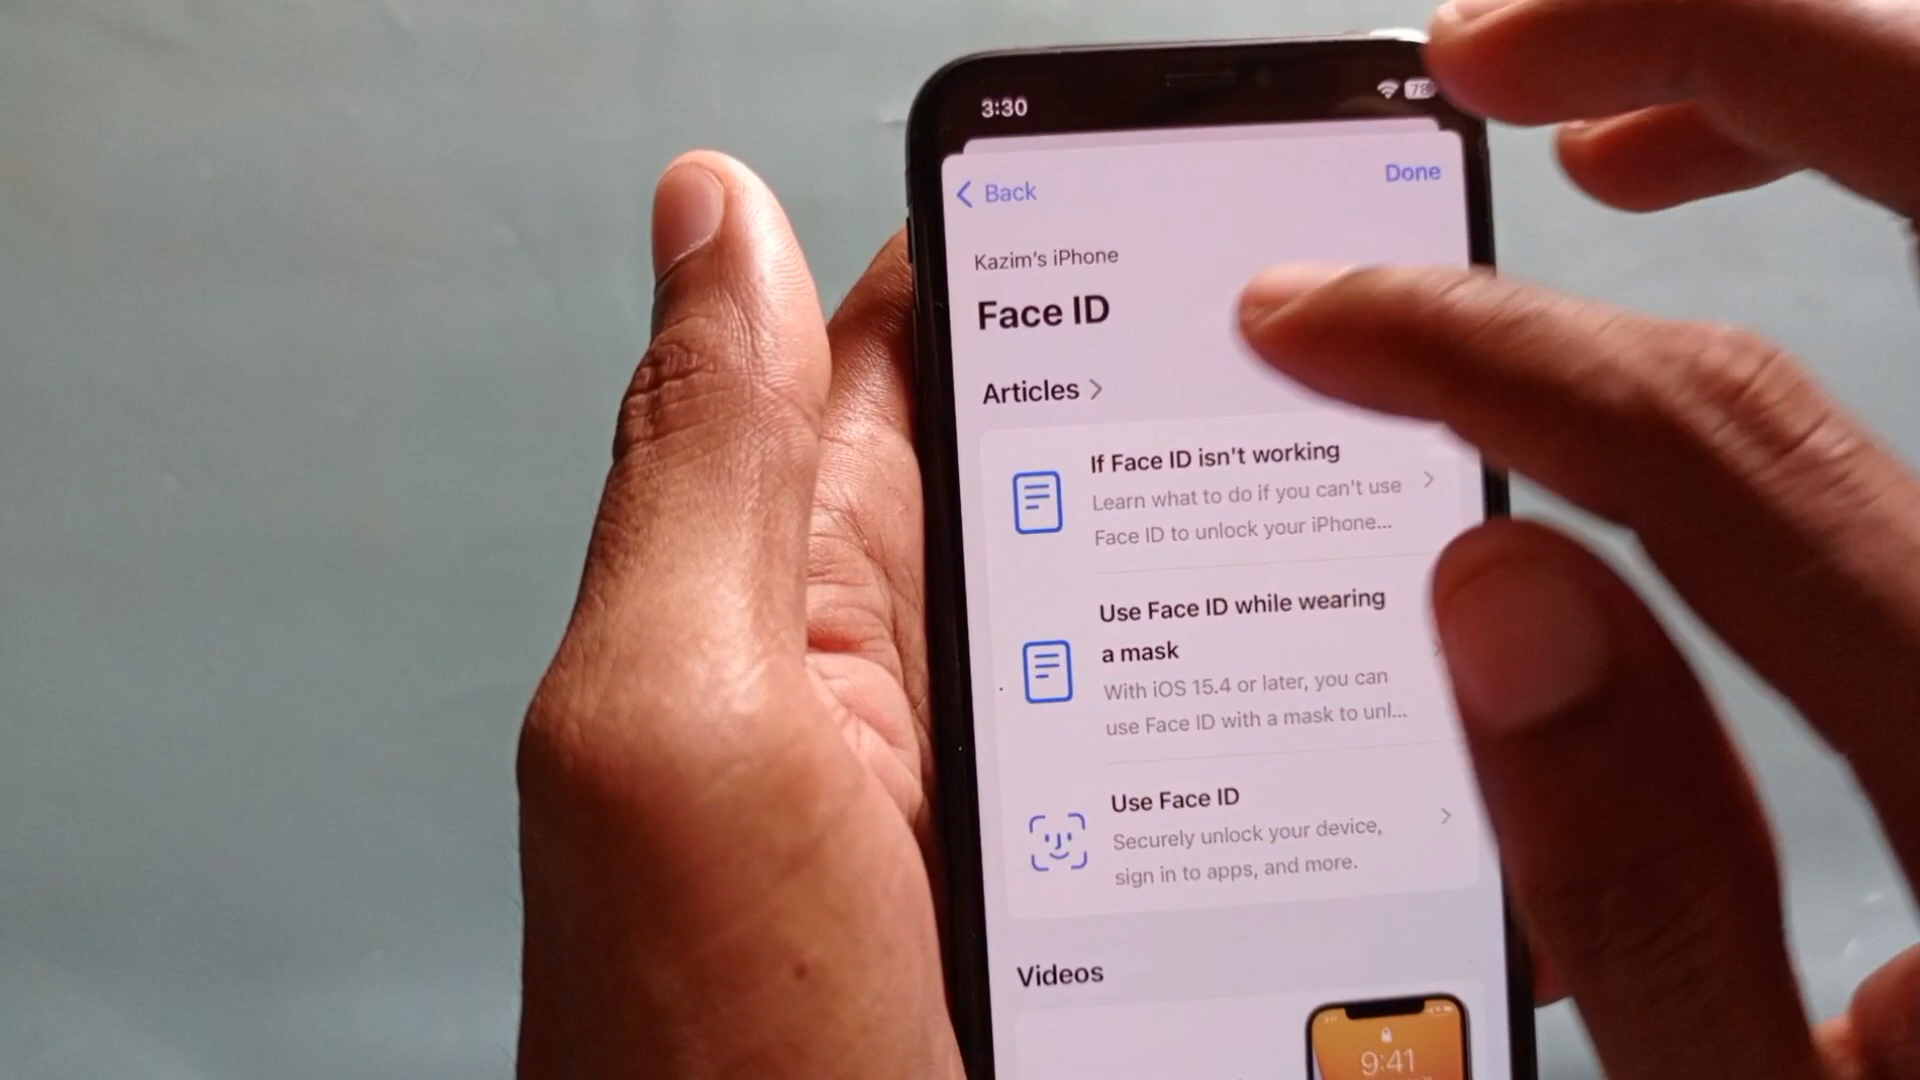 3:30
78
Back
Done
Kazim's iPhone
Face ID
Articles
If Face ID isn't working
Learn what to do if you can't use
Face ID to unlock your iPhone...
Use Face ID while wearing
a mask
With iOS 15.4 or later, you can
use Face ID with a mask to unl...
Use Face ID
Securely unlock your device,
sign in to apps, and more.
Videos
9:41